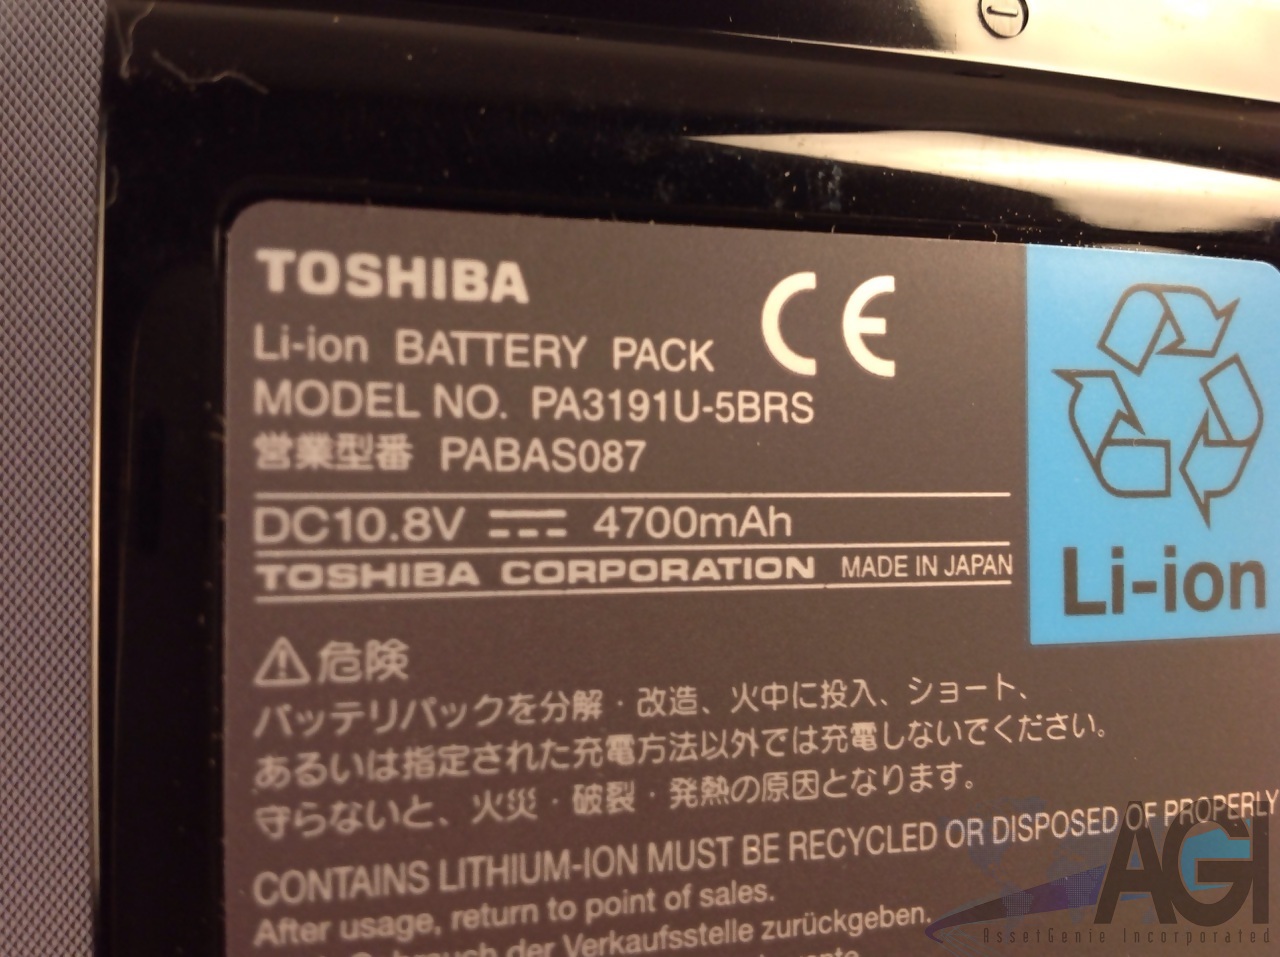 TOSHIBA
CE
Li-ion BATTERY PACK
MODEL NO. PA3191U-5BRS
営業型番 PABAS087
DC10.8V 4700mAh
TOSHIBA CORPORATION MADE IN JAPAN
Li-ion
危険
バッテリパックを分解・改造、火中に投入、ショート、
あるいは指定された充電方法以外では充電しないでください。
守らないと、火災・破裂・発熱の原因となります。
CONTAINS LITHIUM-ION MUST BE RECYCLED OR DISPOSED OF PROPERLY
After usage, return to point of sales.
Gebrauch der Verkaufsstelle zurückgeben.
AGI
AssetGenie Incorporated